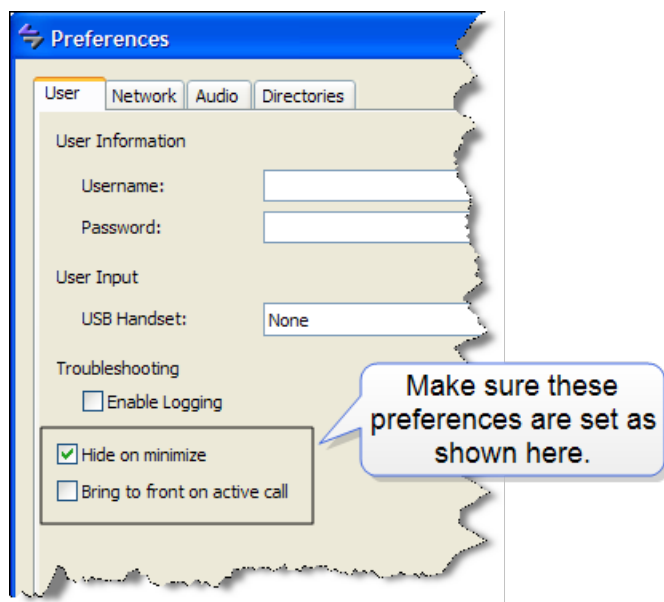 Preferences
User Network Audio Directories
User Information
Username:
Password:
User Input
USB Handset: None
Troubleshooting
Enable Logging
Hide on minimize
Bring to front on active call
Make sure these
preferences are set as
shown here.